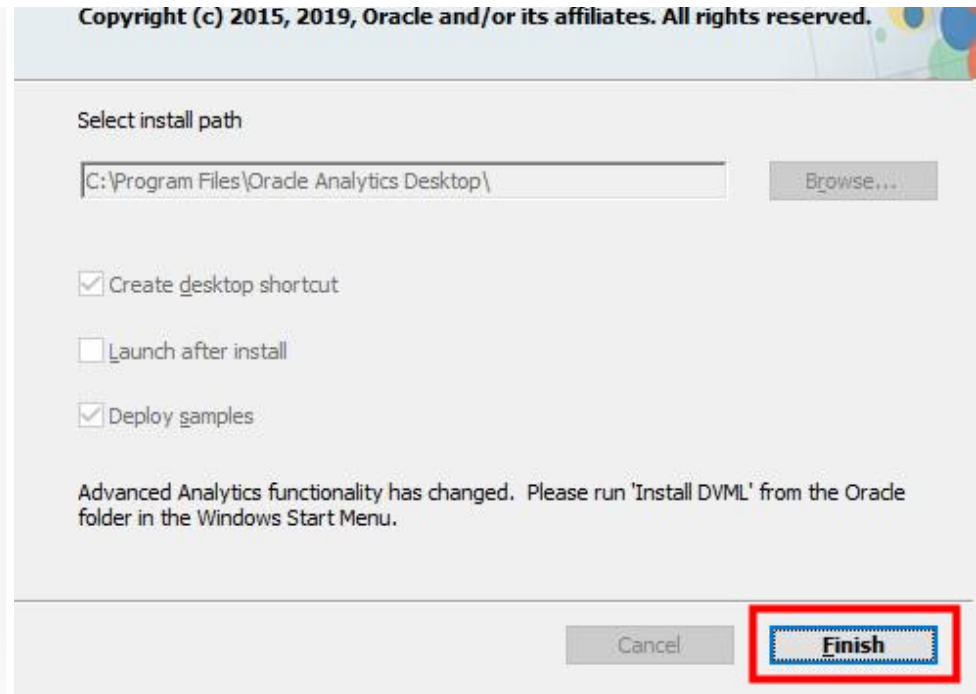 Copyright (c) 2015, 2019, Oracle and/or its affiliates. All rights reserved.
Select install path
C:\Program Files\Oracle Analytics Desktop\
Browse...
Create desktop shortcut
Launch after install
Deploy samples
Advanced Analytics functionality has changed.  Please run 'Install DVML' from the Oracle
folder in the Windows Start Menu.
Cancel
Finish